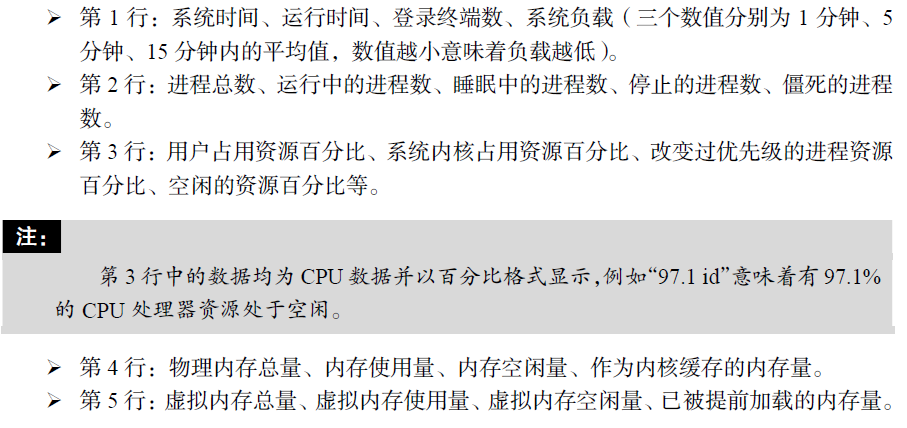 ➢ 第 1 行：系统时间、运行时间、登录终端数、系统负载（三个数值分别为 1 分钟、5
分钟、15 分钟内的平均值，数值越小意味着负载越低）。
➢ 第 2 行：进程总数、运行中的进程数、睡眠中的进程数、停止的进程数、僵死的进程
数。
➢ 第 3 行：用户占用资源百分比、系统内核占用资源百分比、改变过优先级的进程资源
百分比、空闲的资源百分比等。
注：
第 3 行中的数据均为 CPU 数据并以百分比格式显示，例如“97.1 id”意味着有 97.1%
的 CPU 处理器资源处于空闲。
➢ 第 4 行：物理内存总量、内存使用量、内存空闲量、作为内核缓存的内存量。
➢ 第 5 行：虚拟内存总量、虚拟内存使用量、虚拟内存空闲量、已被提前加载的内存量。